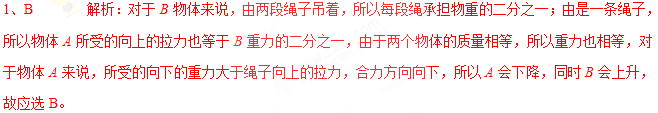 1、B 解析：对于 B 物体来说，由两段绳子吊着，所以每段绳承担物重的二分之一；由是一条绳子，
所以物体 A 所受的向上的拉力也等于 B 重力的二分之一，由于两个物体的质量相等，所以重力也相等，对
于物体 A 来说，所受的向下的重力大于绳子向上的拉力，合力方向向下，所以 A 会下降，同时 B 会上升，
故应选 B。